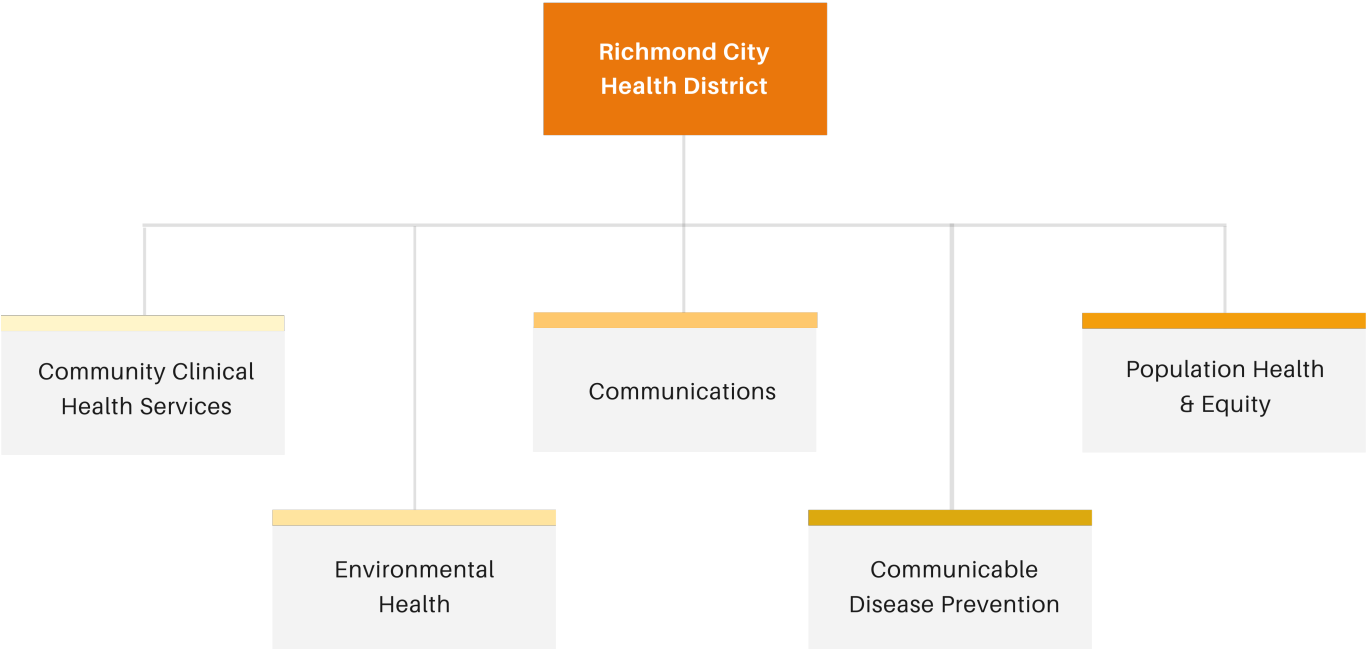 Richmond City
Health District
Community Clinical
Health Services
Communications
Population Health
& Equity
Environmental
Health
Communicable
Disease Prevention